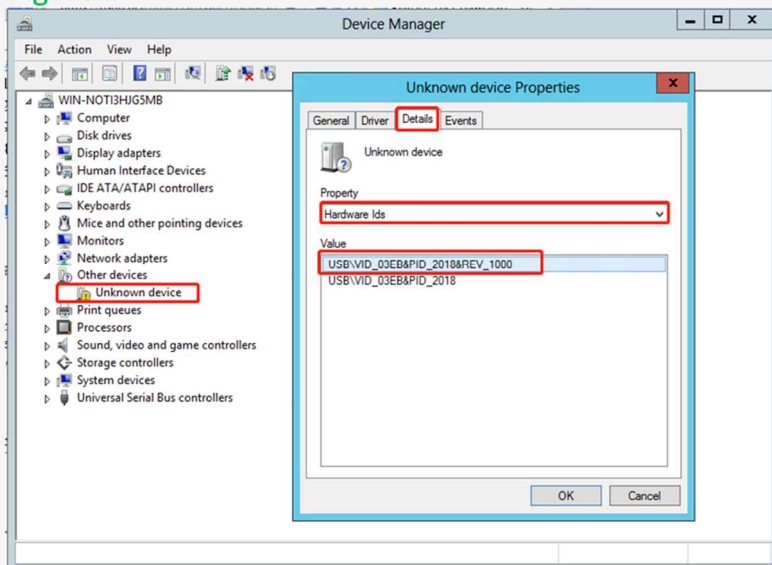 Device Manager
File Action View Help
WIN-NOTI3HJG5MB
Computer
Disk drives
Display adapters
Human Interface Devices
IDE ATA/ATAPI controllers
Keyboards
Mice and other pointing devices
Monitors
Network adapters
Other devices
Unknown device
Print queues
Processors
Sound, video and game controllers
Storage controllers
System devices
Universal Serial Bus controllers
Unknown device Properties
General Driver Details Events
Unknown device
Property
Hardware Ids
Value
USB\VID_03EB&PID_2018&REV_1000
USB\VID_03EB&PID_2018
OK Cancel